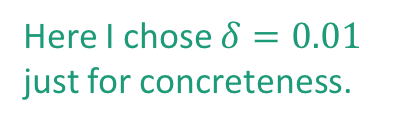 Here I chose δ = 0.01
just for concreteness.